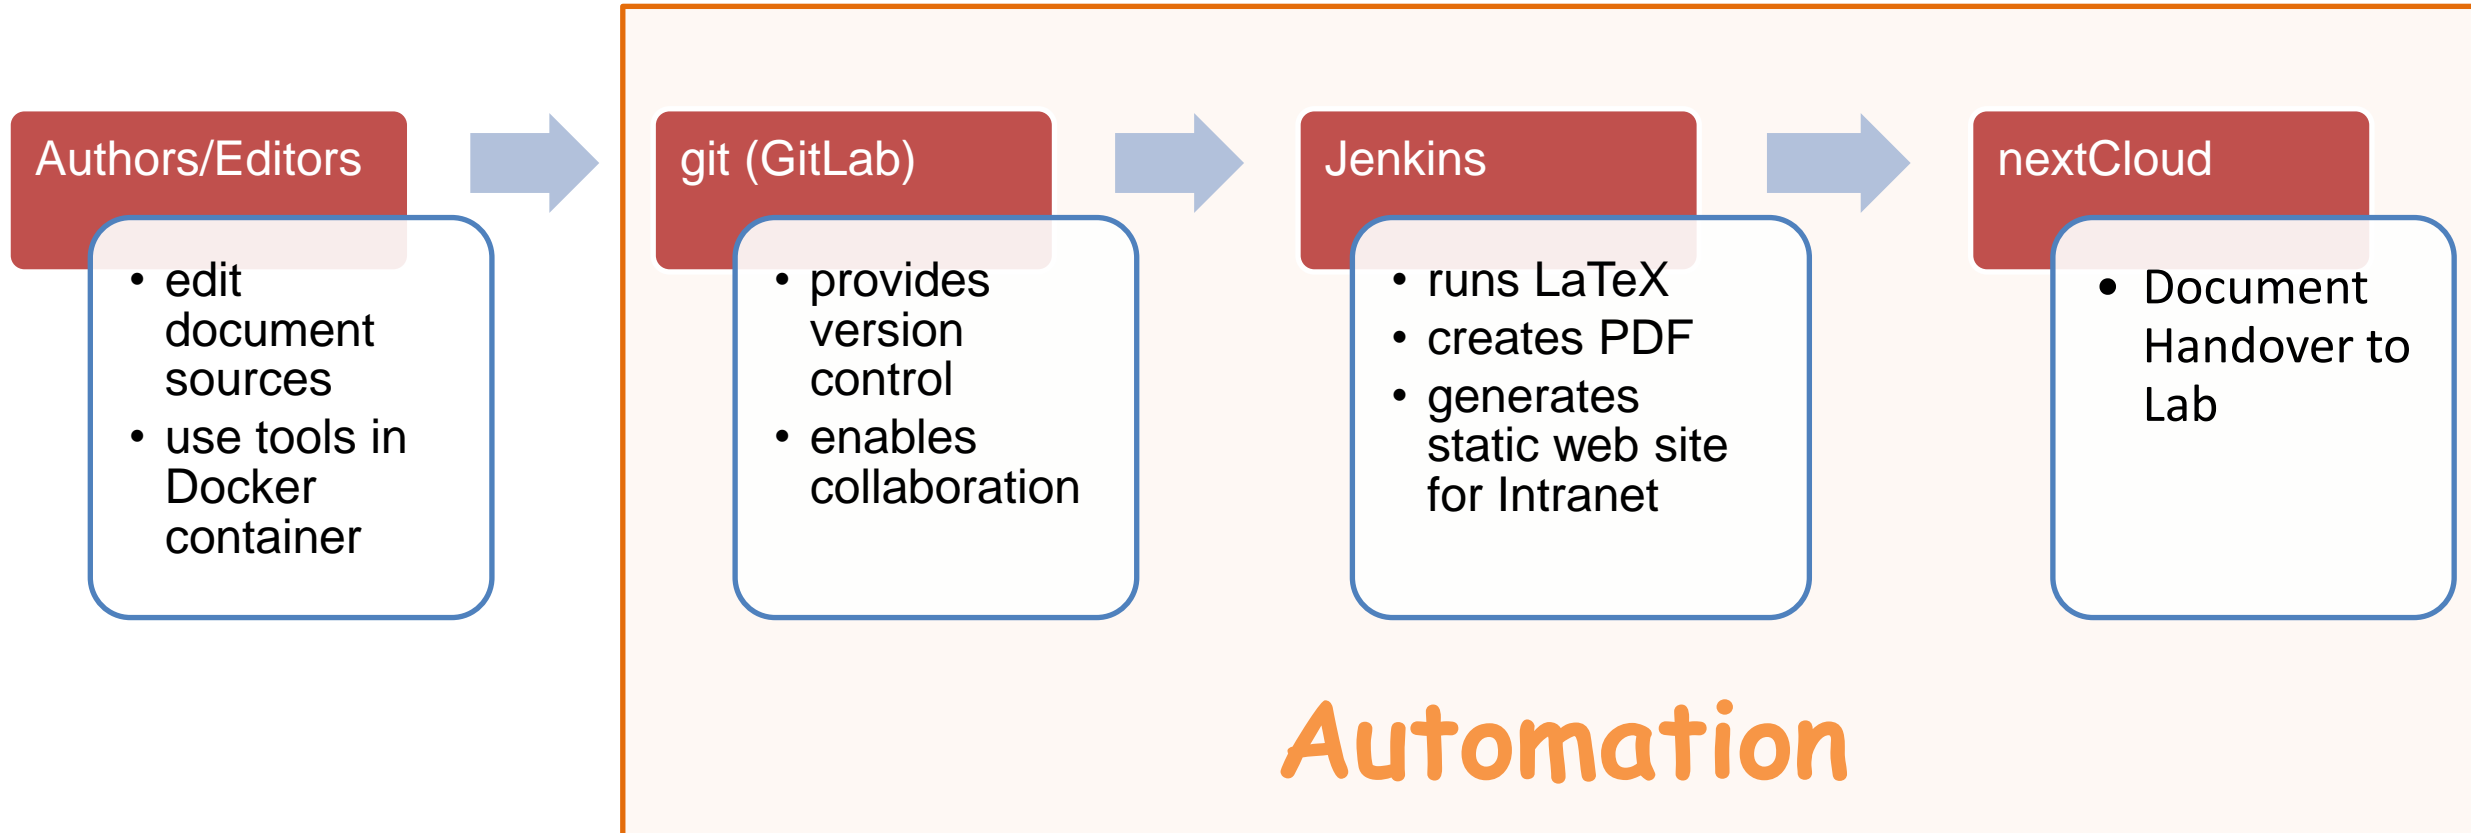 Authors/Editors
• edit
document
sources
• use tools in
Docker
container
git (GitLab)
• provides
version
control
• enables
collaboration
Jenkins
• runs LaTeX
• creates PDF
• generates
static web site
for Intranet
nextCloud
• Document
Handover to
Lab
Automation